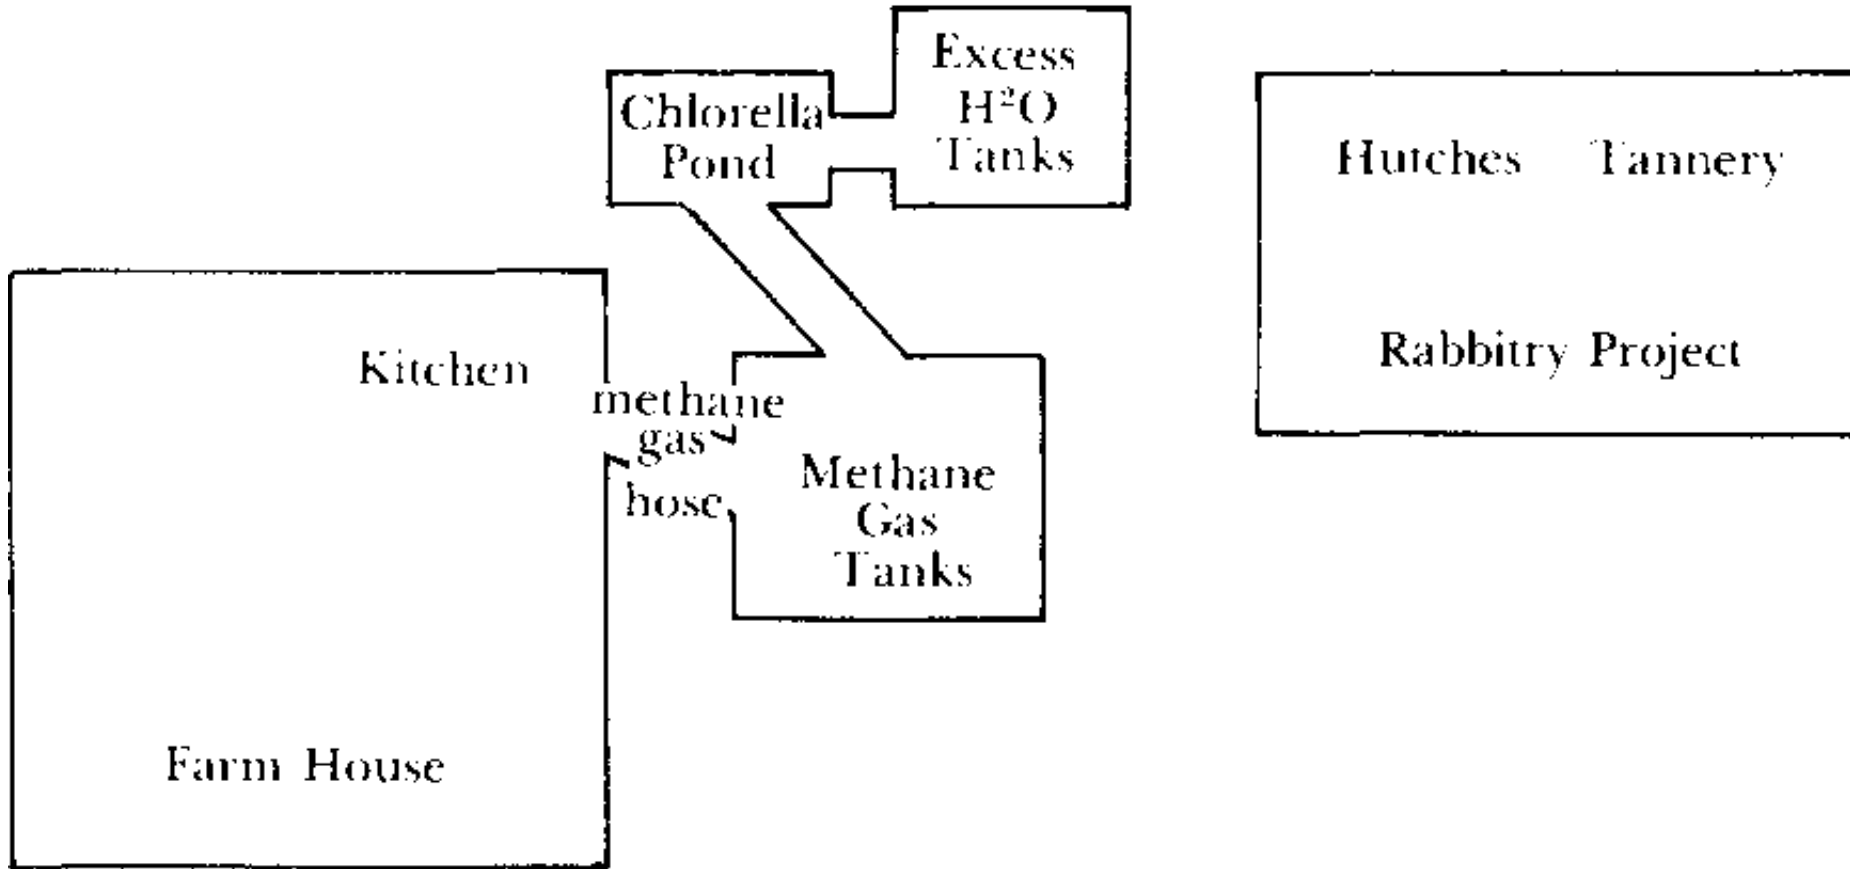 Excess
H²O
Tanks
Chlorella
Pond
Hutches Tannery
Rabbitry Project
Kitchen
methane
gas
hose
Methane
Gas
Tanks
Farm House